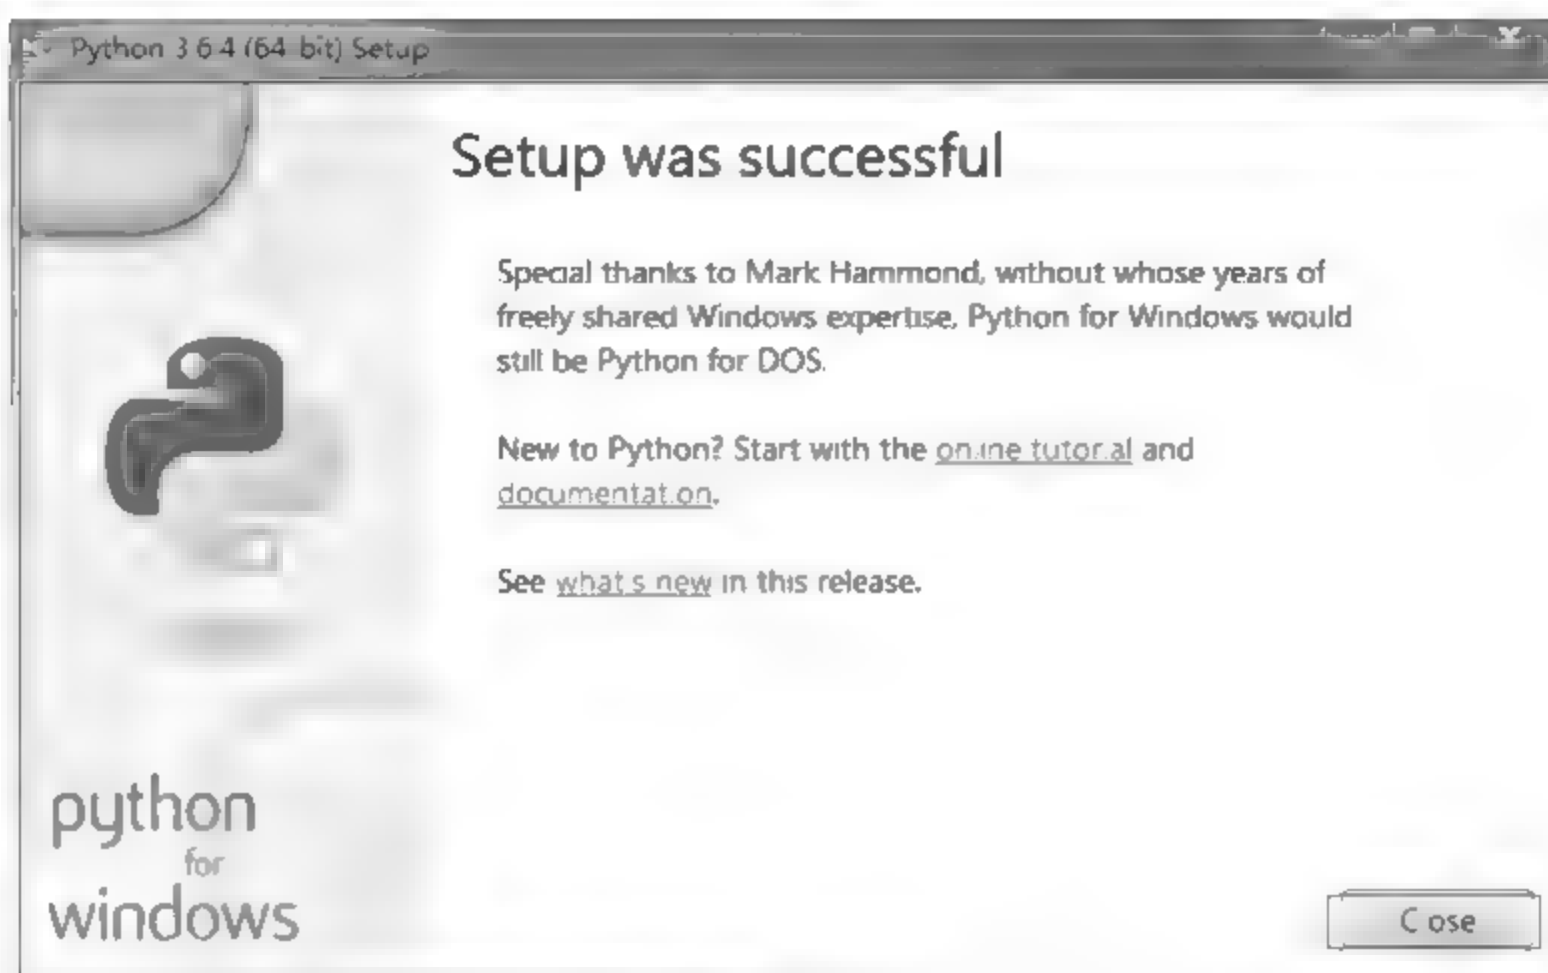 Python 3.6.4 (64-bit) Setup
Setup was successful
Special thanks to Mark Hammond, without whose years of
freely shared Windows expertise, Python for Windows would
still be Python for DOS.
New to Python? Start with the online tutorial and
documentation.
See what's new in this release.
python
for
windows
Close